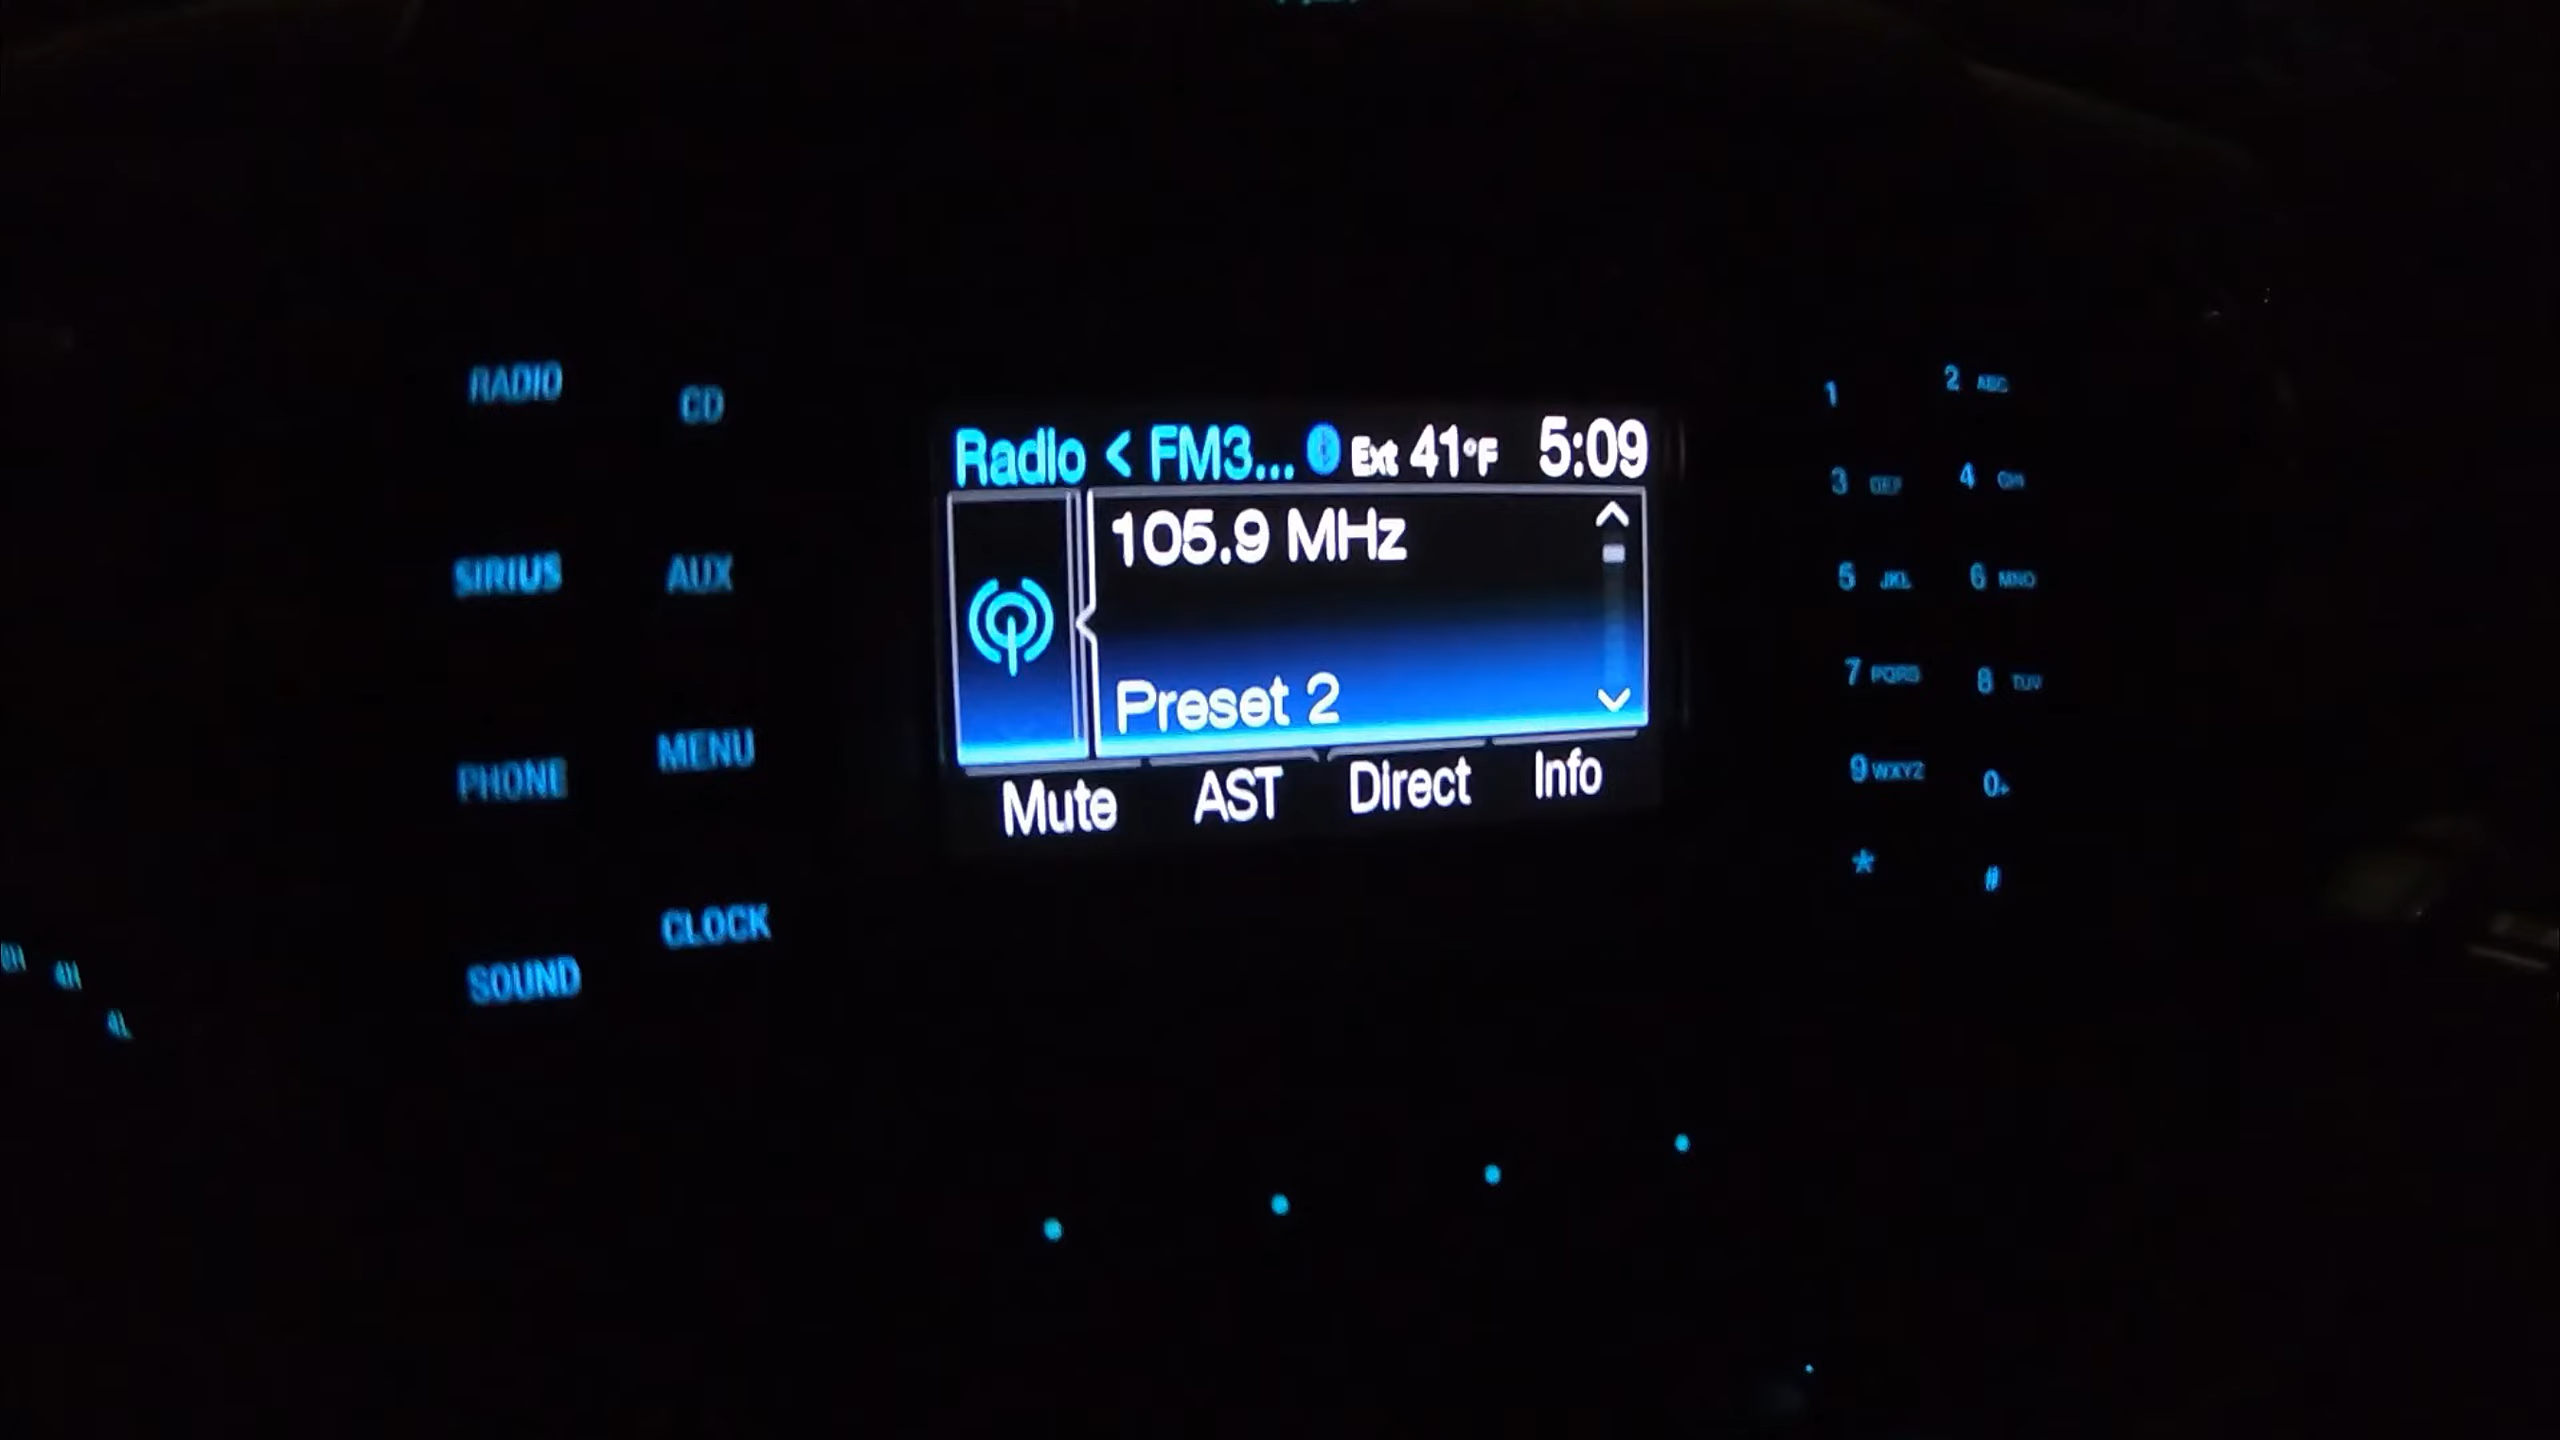 RADIO
CD
SIRIUS
AUX
PHONE
MENU
SOUND
CLOCK
4H
4L
Radio < FM3... Ext 41°F 5:09
105.9 MHz
Preset 2
Mute AST Direct Info
1 2 ABC
3 DEF 4 GHI
5 JKL 6 MNO
7 PQRS 8 TUV
9 WXYZ 0+
* #